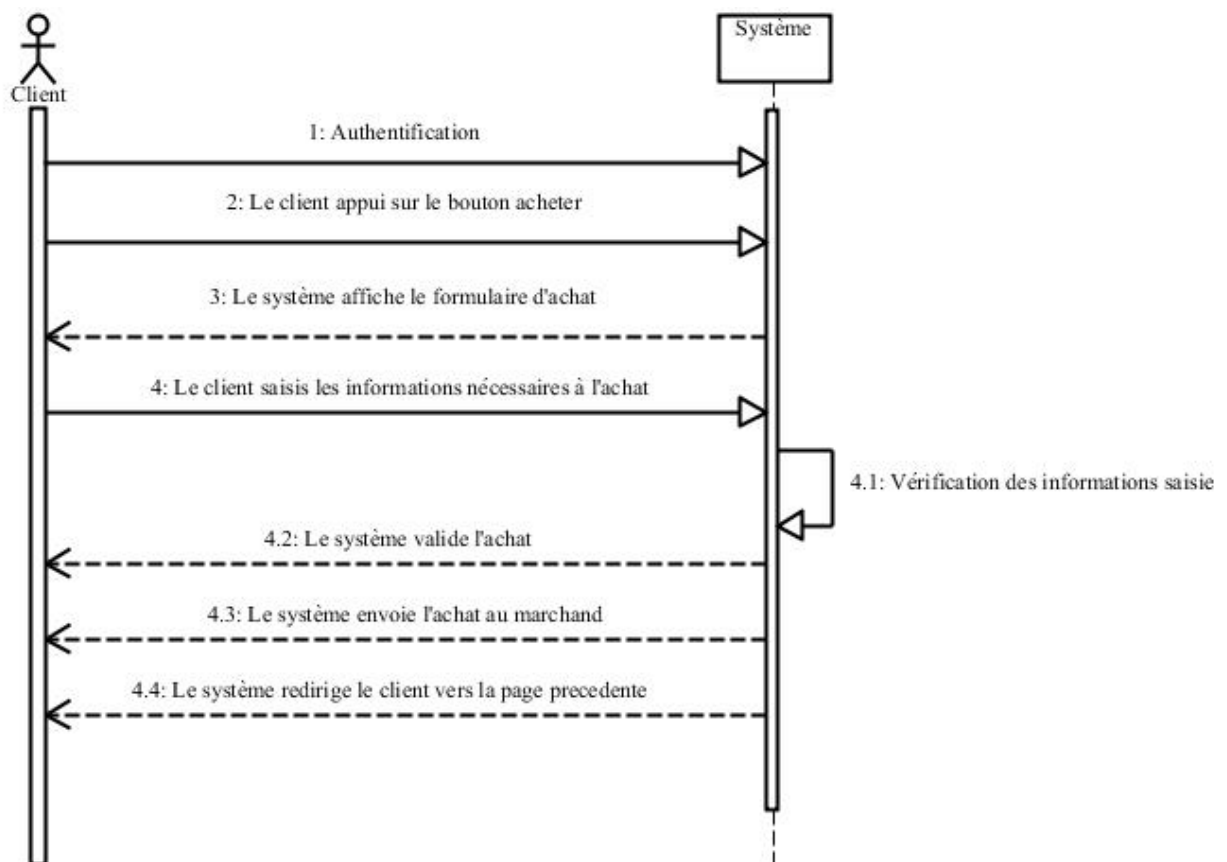 Système
Client
1: Authentification
2: Le client appui sur le bouton acheter
3: Le système affiche le formulaire d'achat
4: Le client saisis les informations nécessaires à l'achat
4.1: Vérification des informations saisie
4.2: Le système valide l'achat
4.3: Le système envoie l'achat au marchand
4.4: Le système redirige le client vers la page precedente